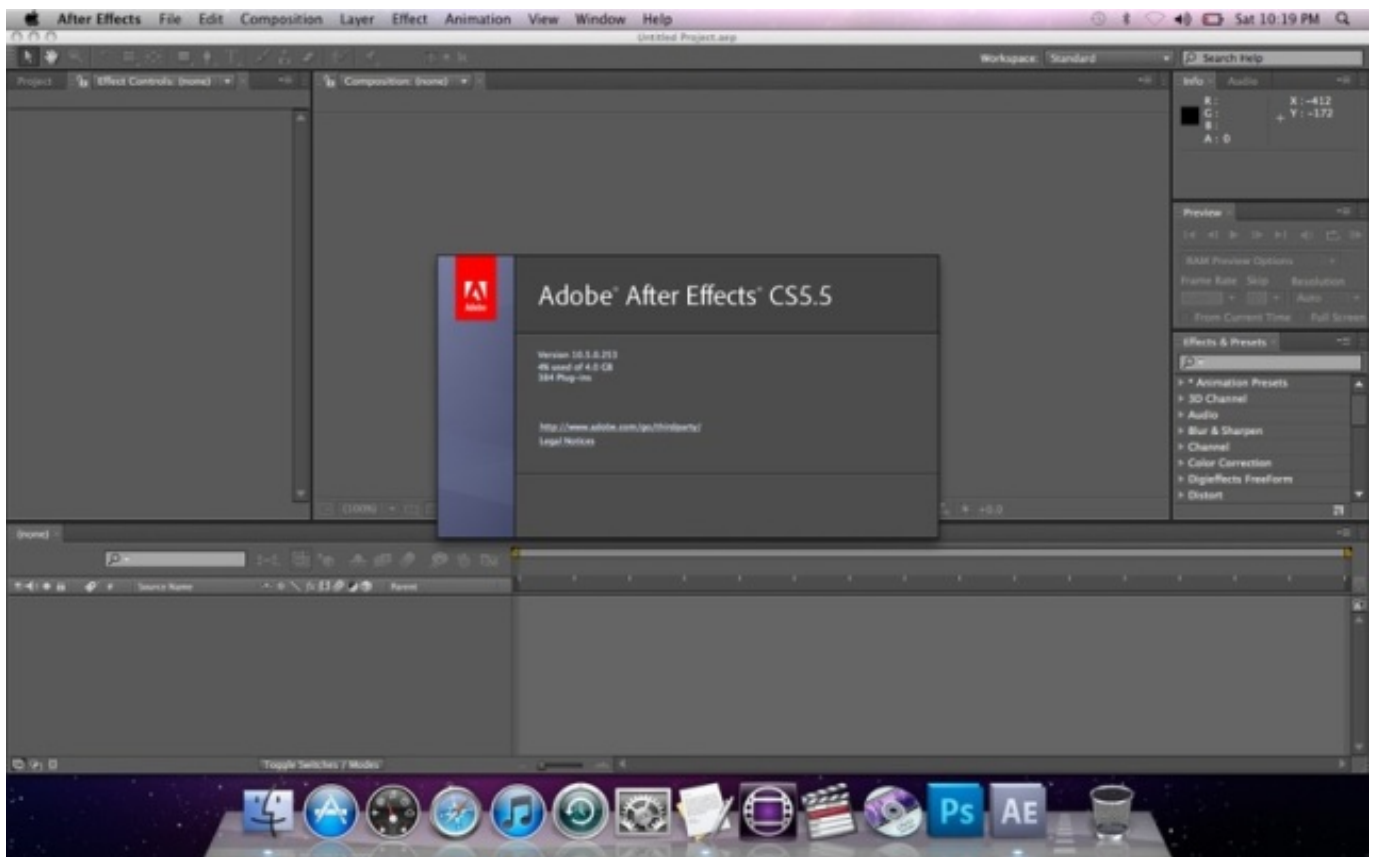 After Effects File Edit Composition Layer Effect Animation View Window Help Sat 10:19 PM
Untitled Project.aep
Workspace: Standard Search Help
Project Effect Controls: (none) Composition: (none) Info Audio
R: X: -412
G: Y: -172
B:
A: 0
Preview
RAM Preview Options
Frame Rate Skip Resolution
Auto
From Current Time Full Screen
Adobe
Adobe® After Effects® CS5.5
Version 10.5.0.253
4% used of 4.0 GB
384 Plug-ins
http://www.adobe.com/go/thirdparty/
Legal Notices
Effects & Presets
* Animation Presets
3D Channel
Audio
Blur & Sharpen
Channel
Color Correction
Digieffects FreeForm
Distort
(100%) +0.0
(none)
# Source Name Parent
Toggle Switches / Modes
DVD
Ps AE